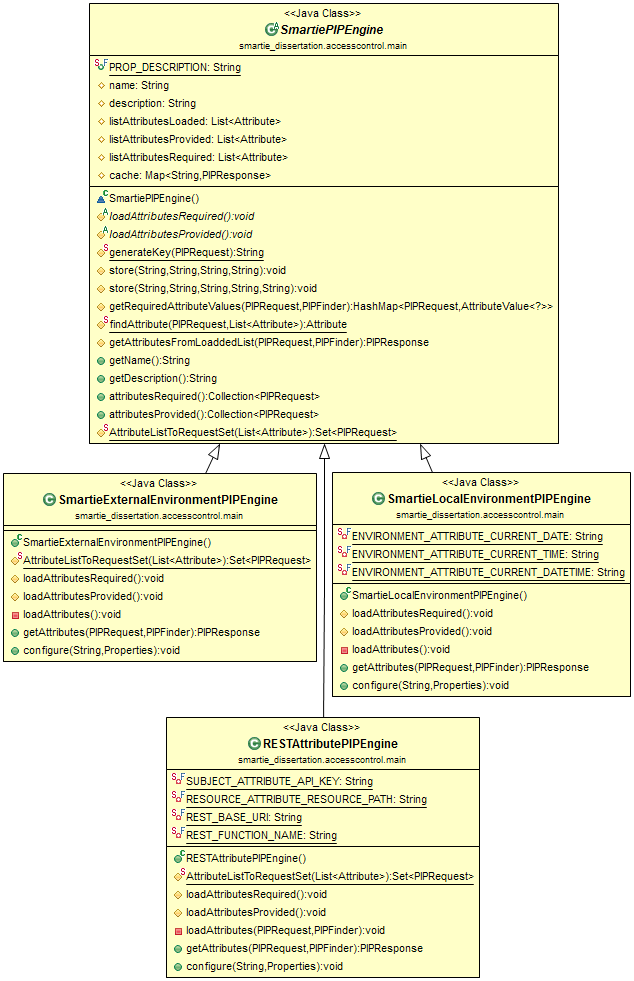 <<Java Class>>
SmartiePIPEngine
smartie_dissertation.accesscontrol.main
PROP_DESCRIPTION: String
name: String
description: String
listAttributesLoaded: List<Attribute>
listAttributesProvided: List<Attribute>
listAttributesRequired: List<Attribute>
cache: Map<String,PIPResponse>
SmartiePIPEngine()
loadAttributesRequired():void
loadAttributesProvided():void
generateKey(PIPRequest):String
store(String,String,String,String):void
store(String,String,String,String,String):void
getRequiredAttributeValues(PIPRequest,PIPFinder):HashMap<PIPRequest,AttributeValue<?>>
findAttribute(PIPRequest,List<Attribute>):Attribute
getAttributesFromLoaddedList(PIPRequest,PIPFinder):PIPResponse
getName():String
getDescription():String
attributesRequired():Collection<PIPRequest>
attributesProvided():Collection<PIPRequest>
AttributeListToRequestSet(List<Attribute>):Set<PIPRequest>
<<Java Class>>
SmartieExternalEnvironmentPIPEngine
smartie_dissertation.accesscontrol.main
SmartieExternalEnvironmentPIPEngine()
AttributeListToRequestSet(List<Attribute>):Set<PIPRequest>
loadAttributesRequired():void
loadAttributesProvided():void
loadAttributes():void
getAttributes(PIPRequest,PIPFinder):PIPResponse
configure(String,Properties):void
<<Java Class>>
SmartieLocalEnvironmentPIPEngine
smartie_dissertation.accesscontrol.main
ENVIRONMENT_ATTRIBUTE_CURRENT_DATE: String
ENVIRONMENT_ATTRIBUTE_CURRENT_TIME: String
ENVIRONMENT_ATTRIBUTE_CURRENT_DATETIME: String
SmartieLocalEnvironmentPIPEngine()
loadAttributesRequired():void
loadAttributesProvided():void
loadAttributes():void
getAttributes(PIPRequest,PIPFinder):PIPResponse
configure(String,Properties):void
<<Java Class>>
RESTAttributePIPEngine
smartie_dissertation.accesscontrol.main
SUBJECT_ATTRIBUTE_API_KEY: String
RESOURCE_ATTRIBUTE_RESOURCE_PATH: String
REST_BASE_URI: String
REST_FUNCTION_NAME: String
RESTAttributePIPEngine()
AttributeListToRequestSet(List<Attribute>):Set<PIPRequest>
loadAttributesRequired():void
loadAttributesProvided():void
loadAttributes(PIPRequest,PIPFinder):void
getAttributes(PIPRequest,PIPFinder):PIPResponse
configure(String,Properties):void